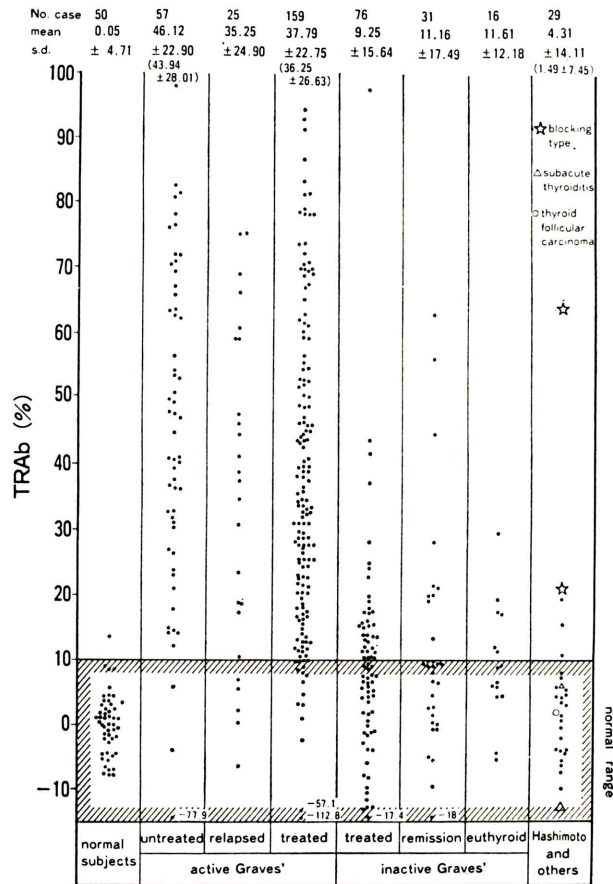 No. case 50 57 25 159 76 31 16 29
mean 0.05 46.12 35.25 37.79 9.25 11.16 11.61 4.31
s.d. ± 4.71 ±22.90 ±24.90 ±22.75 ±15.64 ±17.49 ±12.18 ±14.11
(43.94 (36.25 (1.49±7.45)
±28.01) ±26.63)
100
90
80
70
60
50
40
30
20
10
0
−10
TRAb (%)
☆ blocking type
△ subacute thyroiditis
○ thyroid follicular carcinoma
normal range
−77.9 −57.1 −112.8 −17.4 −18
normal subjects
untreated relapsed treated treated remission euthyroid
Hashimoto and others
active Graves' inactive Graves'